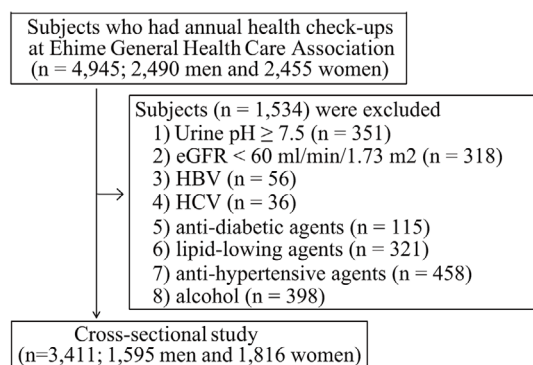 Subjects who had annual health check-ups
at Ehime General Health Care Association
(n = 4,945; 2,490 men and 2,455 women)
Subjects (n = 1,534) were excluded
1) Urine pH ≥ 7.5 (n = 351)
2) eGFR < 60 ml/min/1.73 m2 (n = 318)
3) HBV (n = 56)
4) HCV (n = 36)
5) anti-diabetic agents (n = 115)
6) lipid-lowing agents (n = 321)
7) anti-hypertensive agents (n = 458)
8) alcohol (n = 398)
Cross-sectional study
(n=3,411; 1,595 men and 1,816 women)